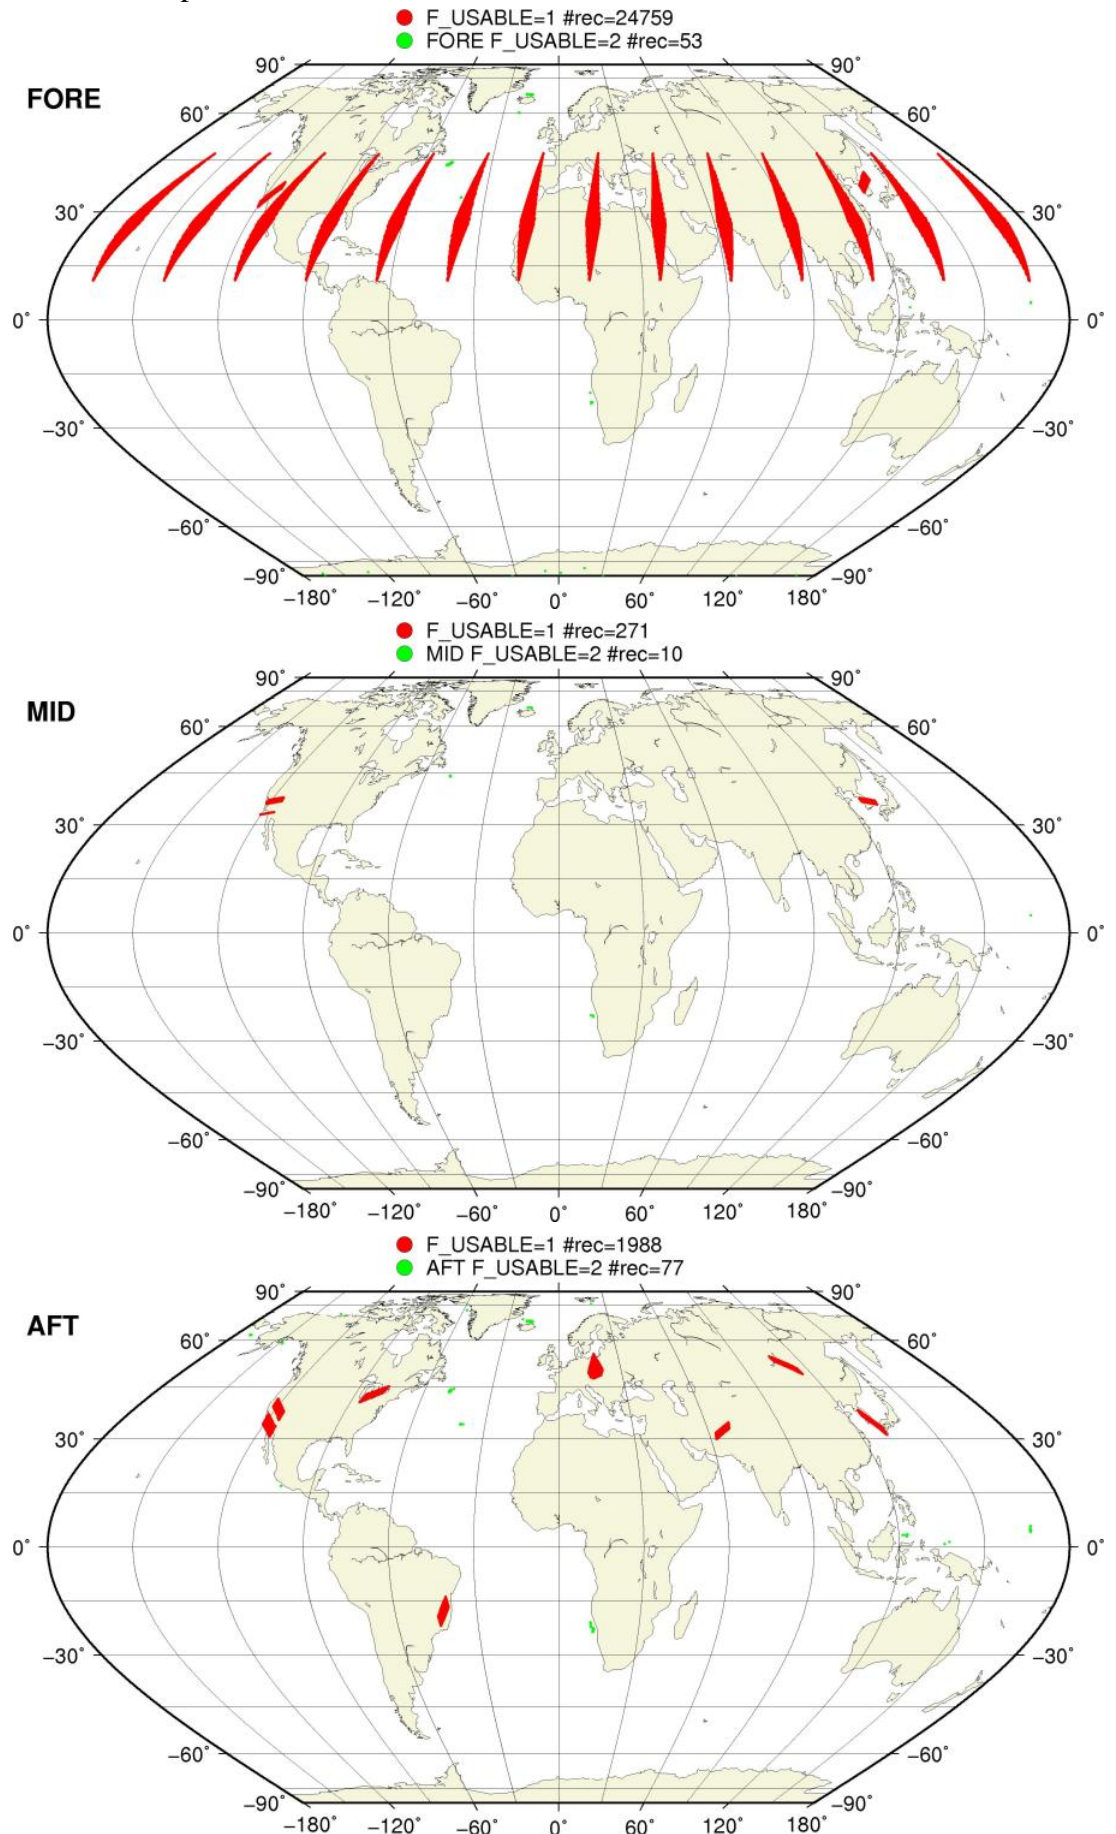 F_USABLE=1 #rec=24759
FORE F_USABLE=2 #rec=53
FORE
90° 90°
60° 60°
30° 30°
0° 0°
−30° −30°
−60° −60°
−90° −90°
−180° −120° −60° 0° 60° 120° 180°
F_USABLE=1 #rec=271
MID F_USABLE=2 #rec=10
MID
90° 90°
60° 60°
30° 30°
0° 0°
−30° −30°
−60° −60°
−90° −90°
−180° −120° −60° 0° 60° 120° 180°
F_USABLE=1 #rec=1988
AFT F_USABLE=2 #rec=77
AFT
90° 90°
60° 60°
30° 30°
0° 0°
−30° −30°
−60° −60°
−90° −90°
−180° −120° −60° 0° 60° 120° 180°